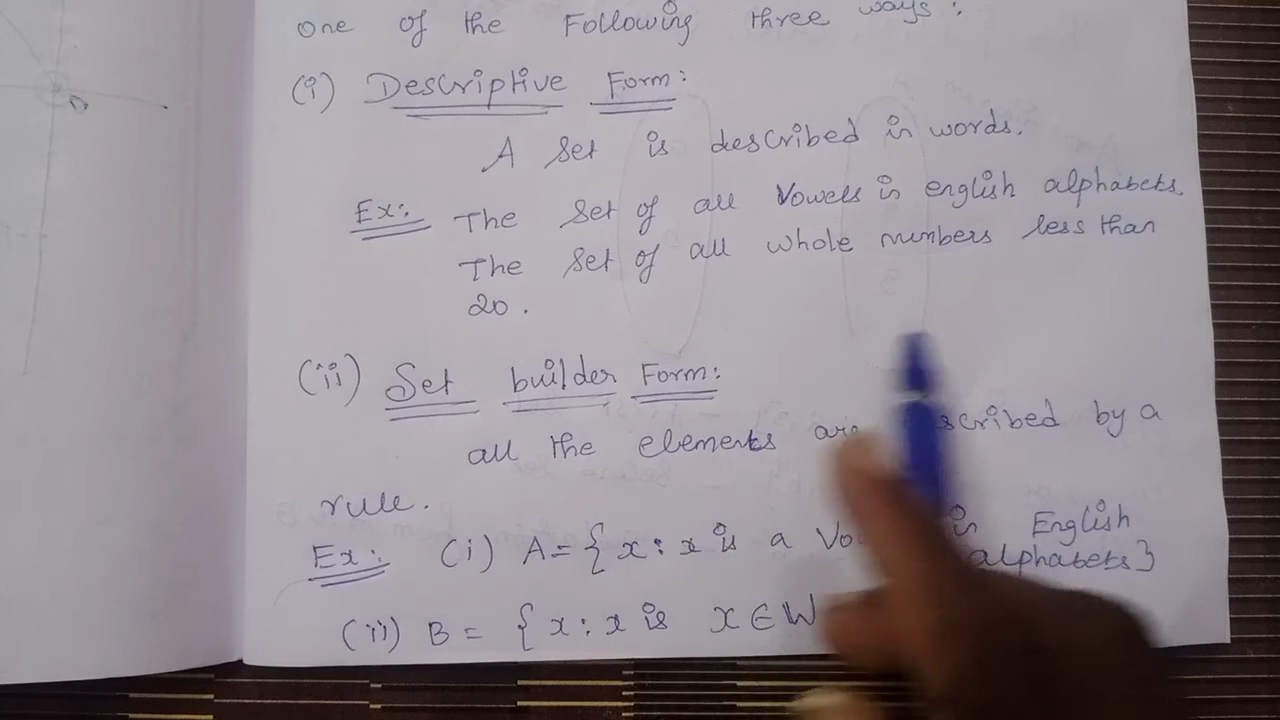 One of the Following three ways:
(i) Descriptive Form:
A set is described in words.
Ex: The set of all Vowels in english alphabets.
The set of all whole numbers less than
20.
(ii) Set builder Form:
all the elements are by a
rule.
Ex: (i) A = { x : x is a in English
alphabets}
(ii) B = { x : x is x ∈ W